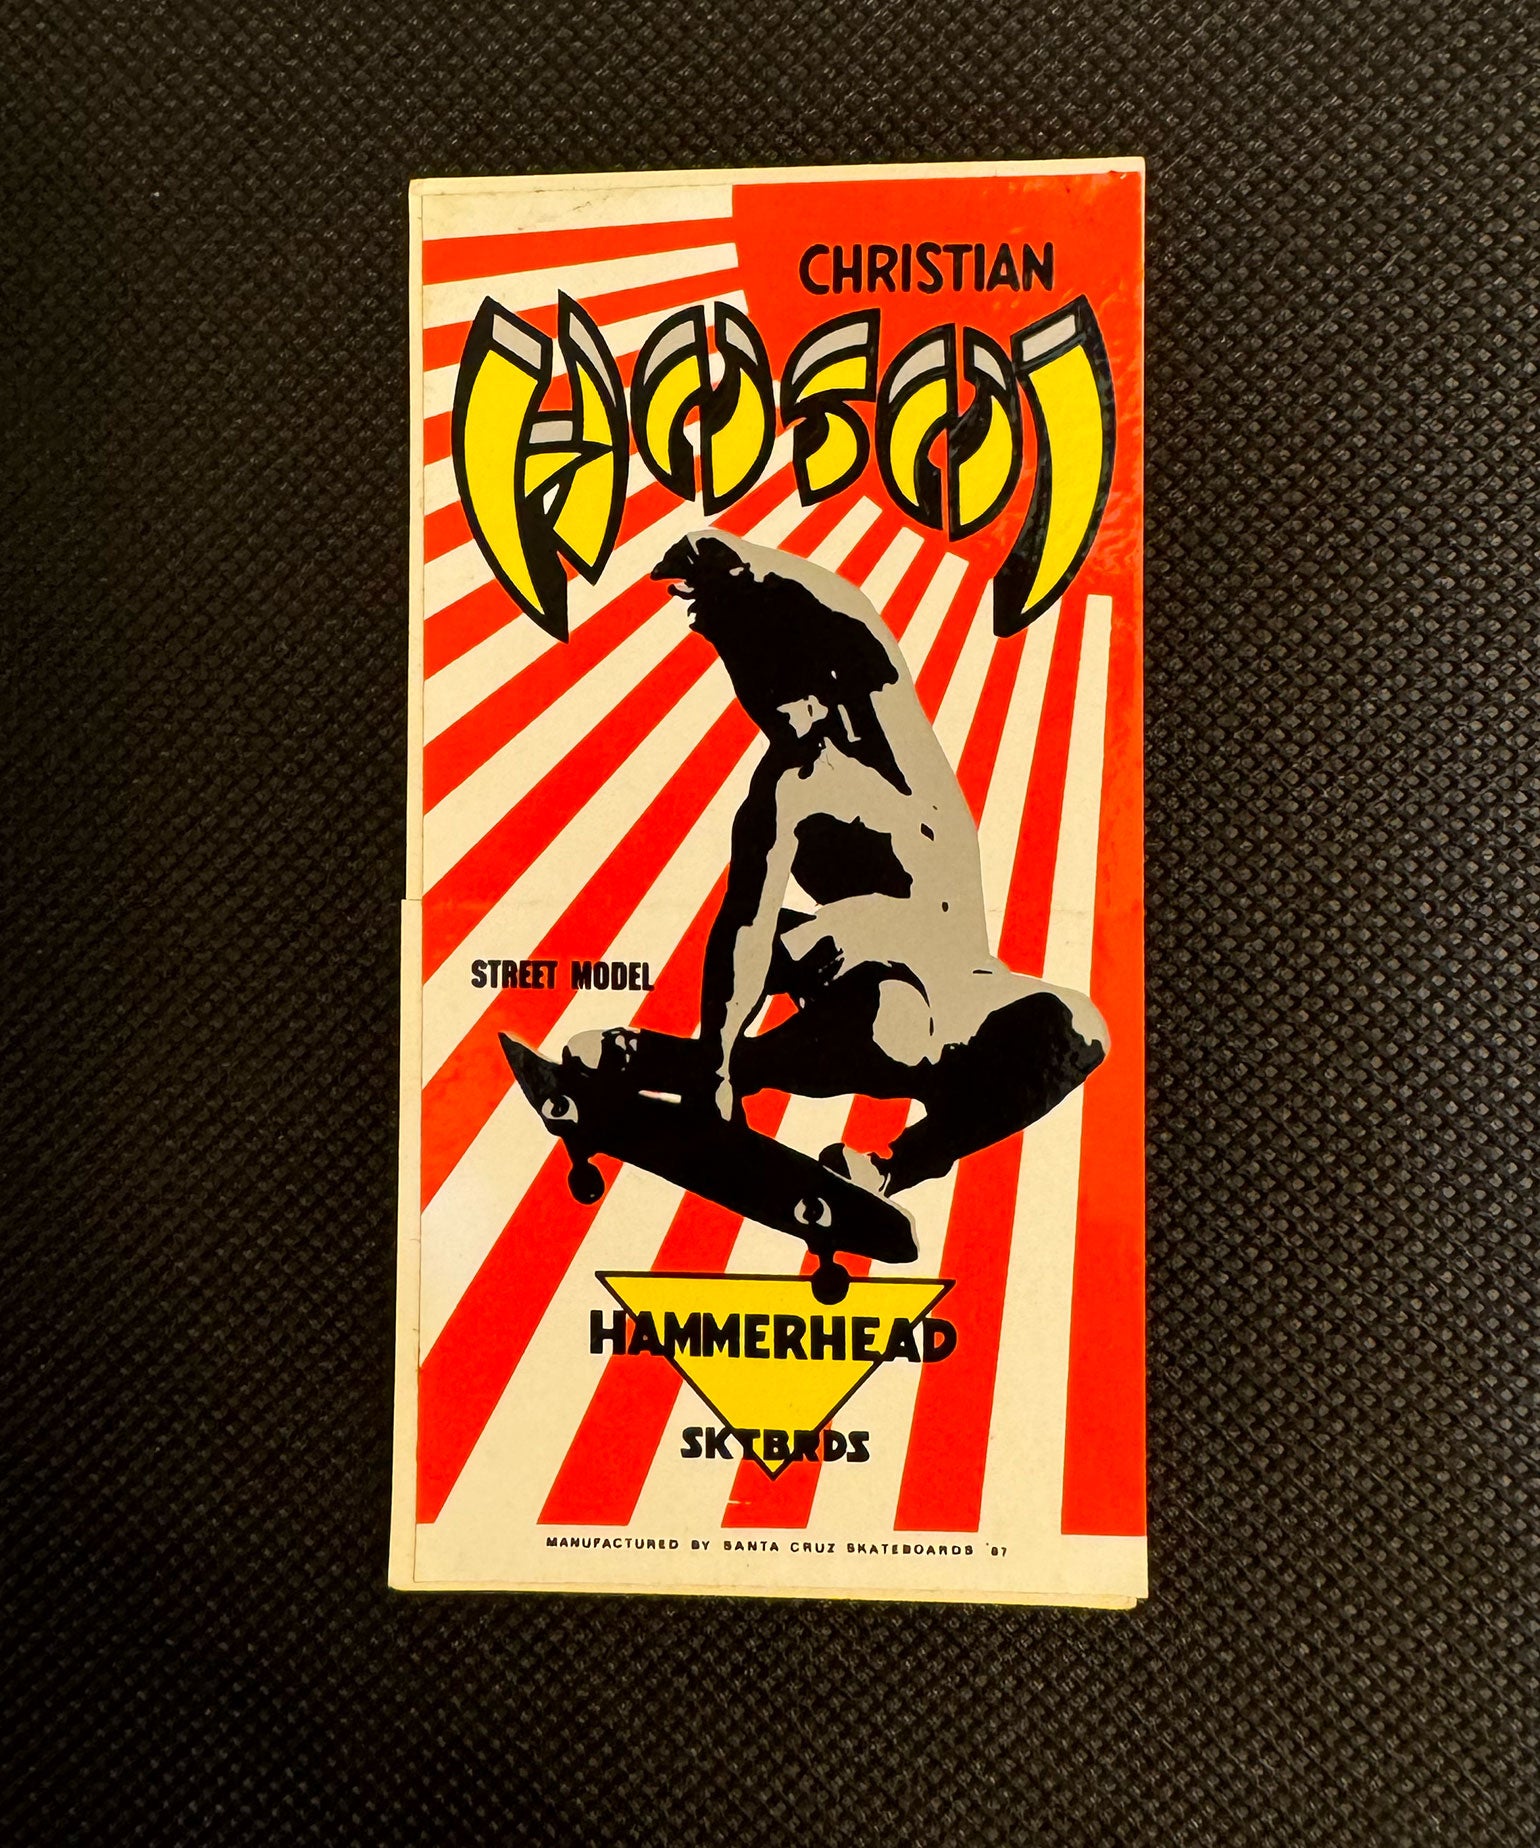 CHRISTIAN
HOSOI
STREET MODEL
HAMMERHEAD
SKTBRDS
MANUFACTURED BY SANTA CRUZ SKATEBOARDS '87